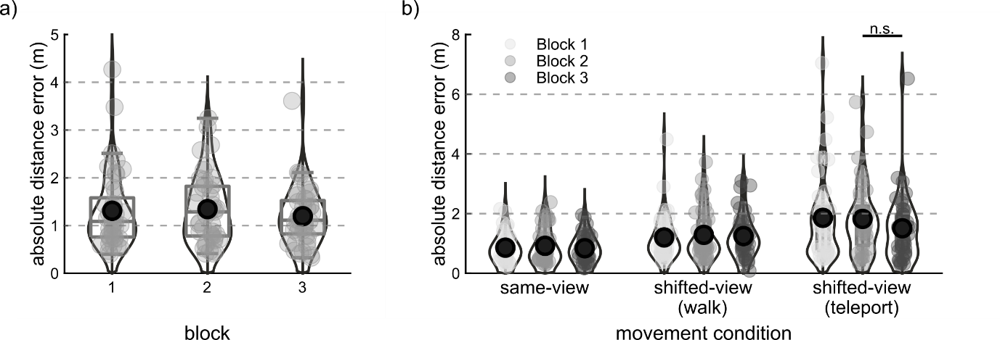 a)
absolute distance error (m)
5
4
3
2
1
0
1 2 3
block
b)
absolute distance error (m)
8
6
4
2
0
Block 1
Block 2
Block 3
n.s.
same-view
shifted-view
(walk)
shifted-view
(teleport)
movement condition